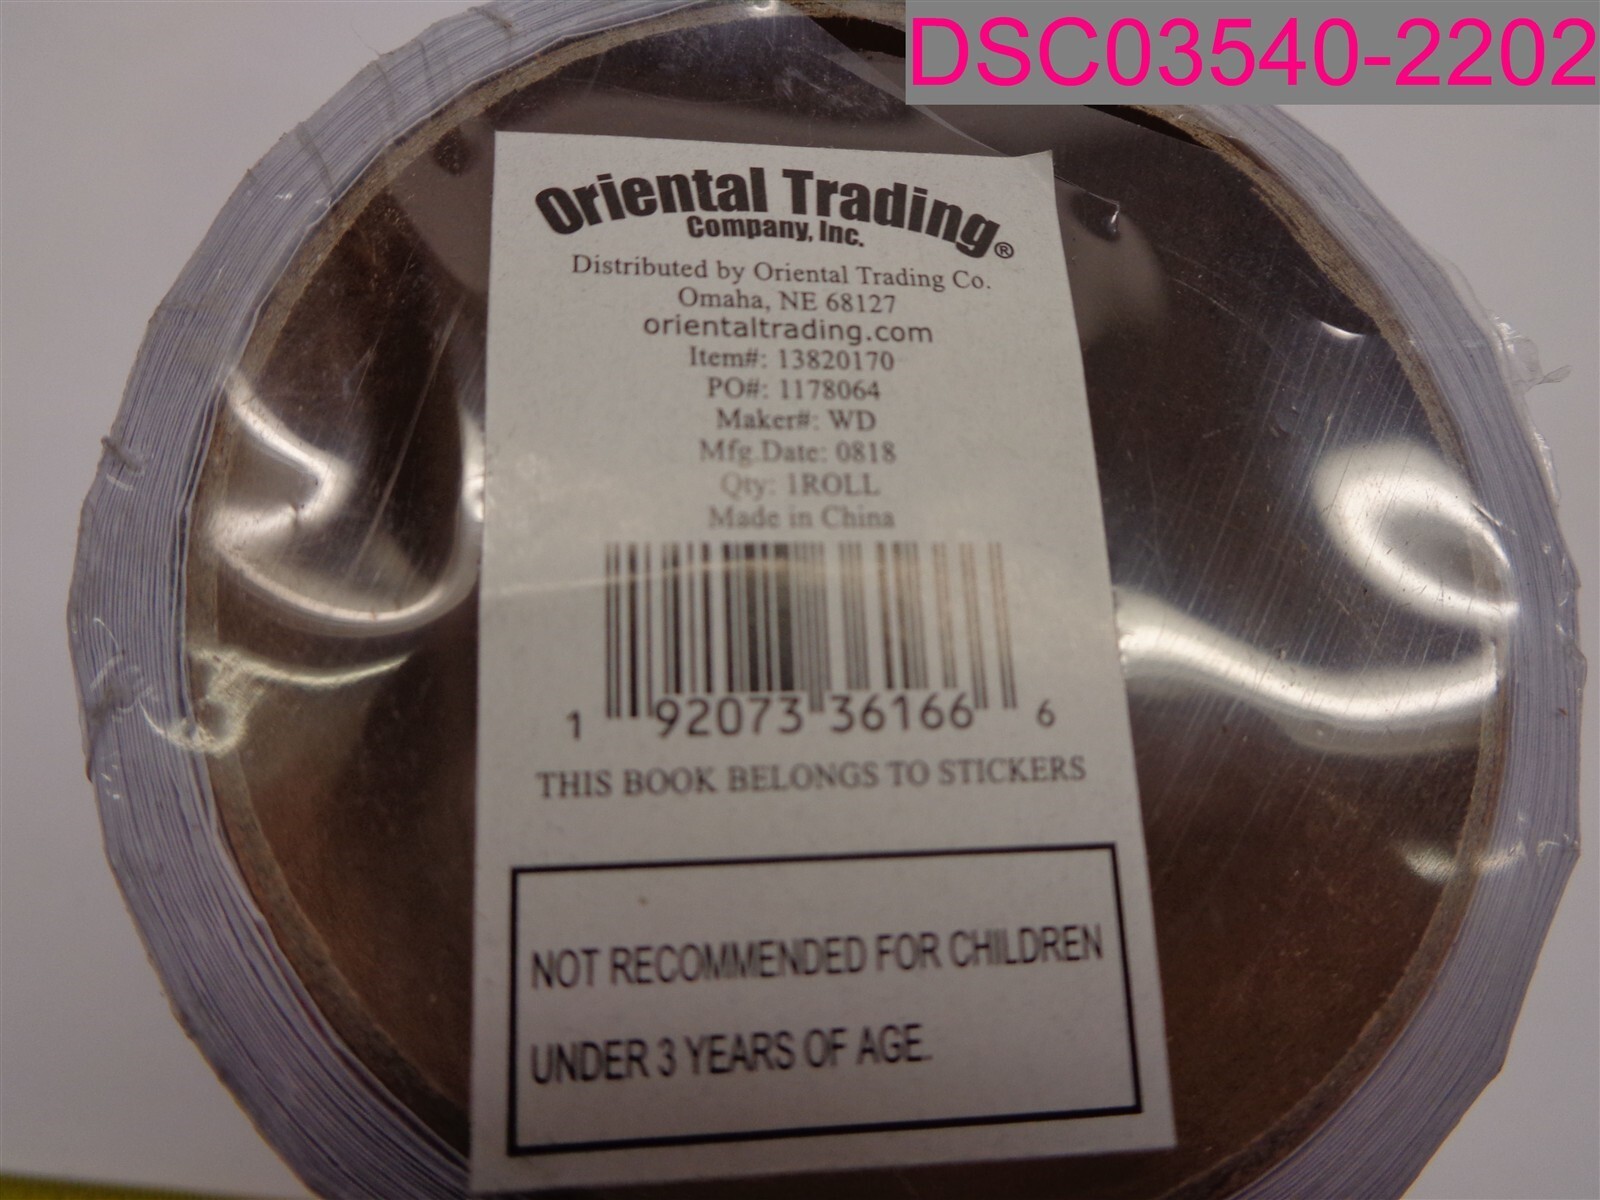 DSC03540-2202
Oriental Trading®
Company, Inc.
Distributed by Oriental Trading Co.
Omaha, NE 68127
orientaltrading.com
Item#: 13820170
PO#: 1178064
Maker#: WD
Mfg.Date: 0818
Qty: 1ROLL
Made in China
1 92073 36166 6
THIS BOOK BELONGS TO STICKERS
NOT RECOMMENDED FOR CHILDREN
UNDER 3 YEARS OF AGE.